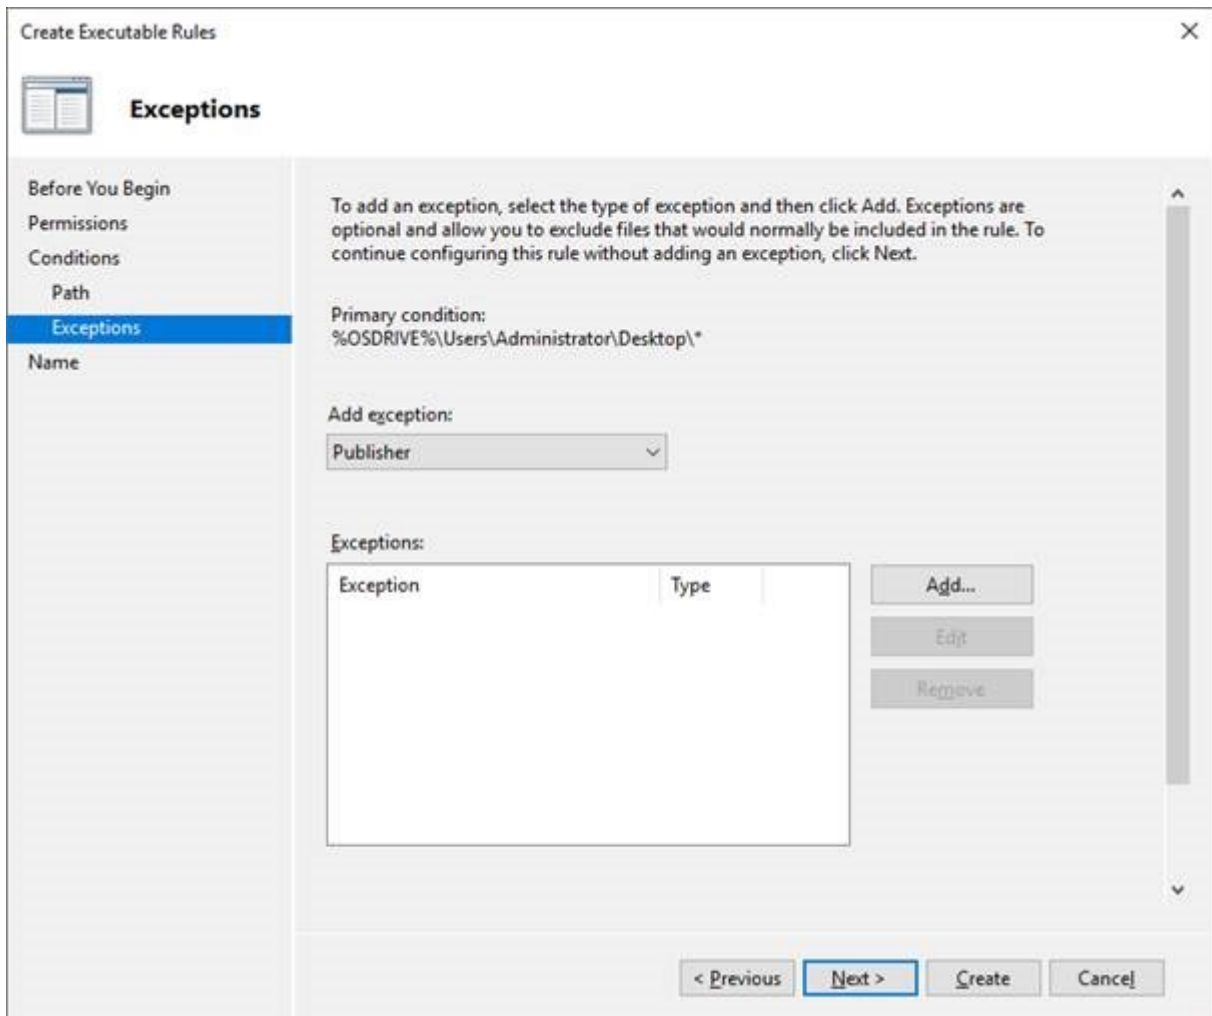 Create Executable Rules
Exceptions
Before You Begin
Permissions
Conditions
Path
Exceptions
Name
To add an exception, select the type of exception and then click Add. Exceptions are
optional and allow you to exclude files that would normally be included in the rule. To
continue configuring this rule without adding an exception, click Next.
Primary condition:
%OSDRIVE%\Users\Administrator\Desktop\*
Add exception:
Publisher
Exceptions:
Exception Type
Add...
Edit
Remove
< Previous Next > Create Cancel